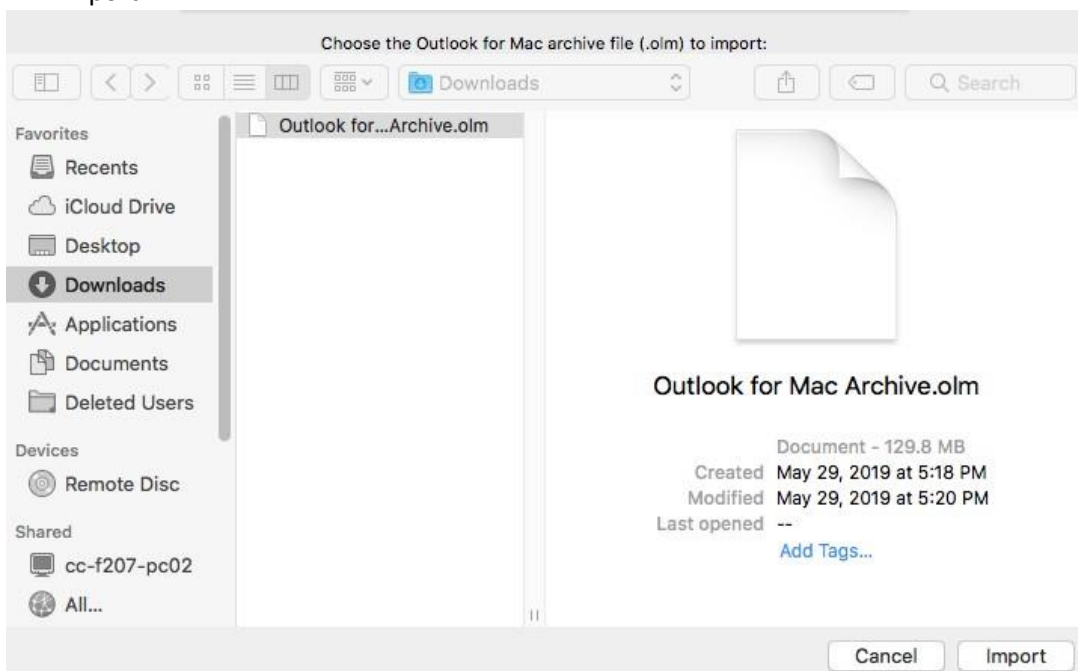 Choose the Outlook for Mac archive file (.olm) to import:
Downloads
Search
Favorites
Recents
iCloud Drive
Desktop
Downloads
Applications
Documents
Deleted Users
Devices
Remote Disc
Shared
cc-f207-pc02
All...
Outlook for...Archive.olm
Outlook for Mac Archive.olm
Document - 129.8 MB
Created May 29, 2019 at 5:18 PM
Modified May 29, 2019 at 5:20 PM
Last opened --
Add Tags...
Cancel Import